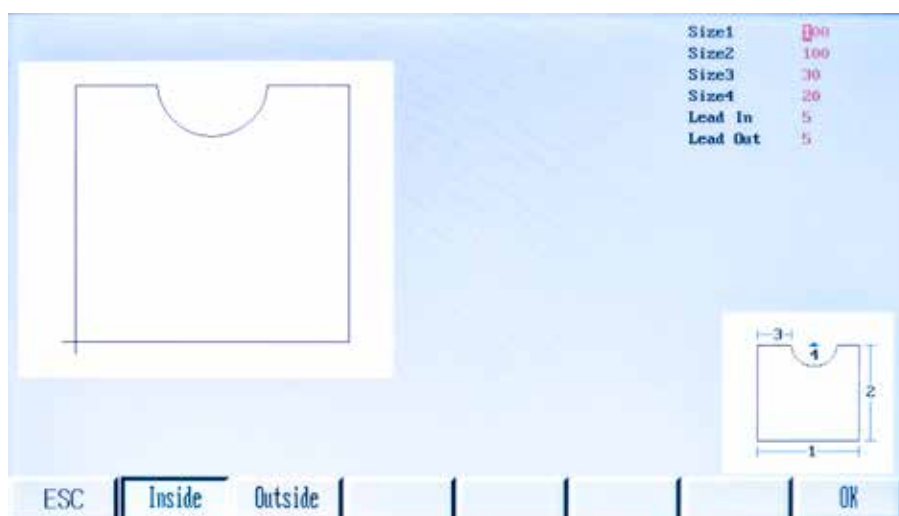 Size1 100
Size2 100
Size3 30
Size4 20
Lead In 5
Lead Out 5
3
4
2
1
ESC Inside Outside OK